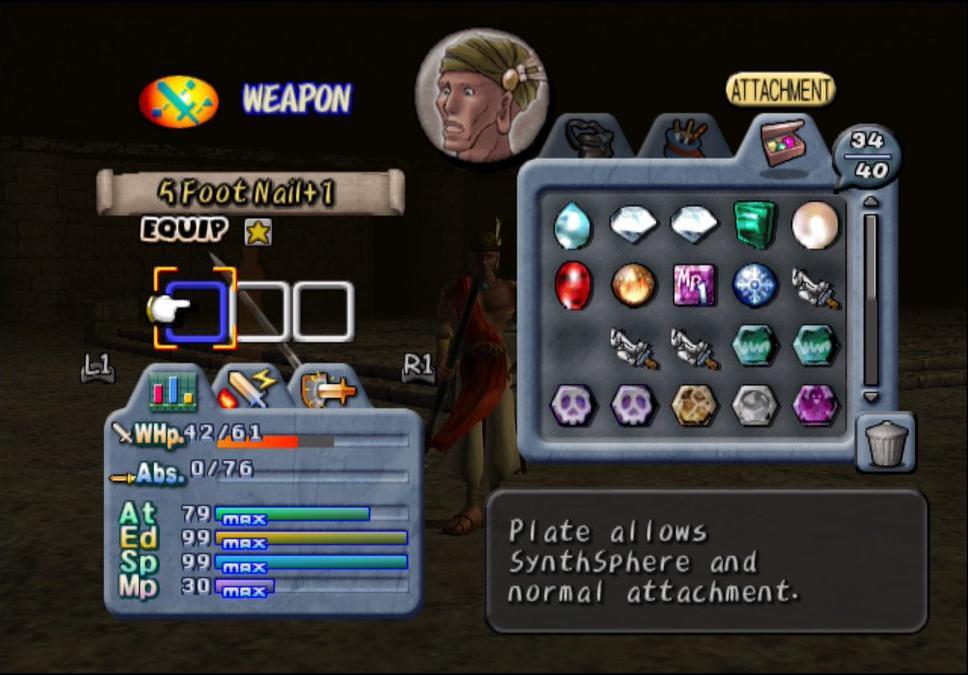 WEAPON
ATTACHMENT
34
40
5 Foot Nail+1
EQUIP
MP
L1
R1
WHp. 42/61
Abs. 0/76
At 79 MAX
Ed 99 MAX
Sp 99 MAX
Mp 30 MAX
Plate allows
SynthSphere and
normal attachment.